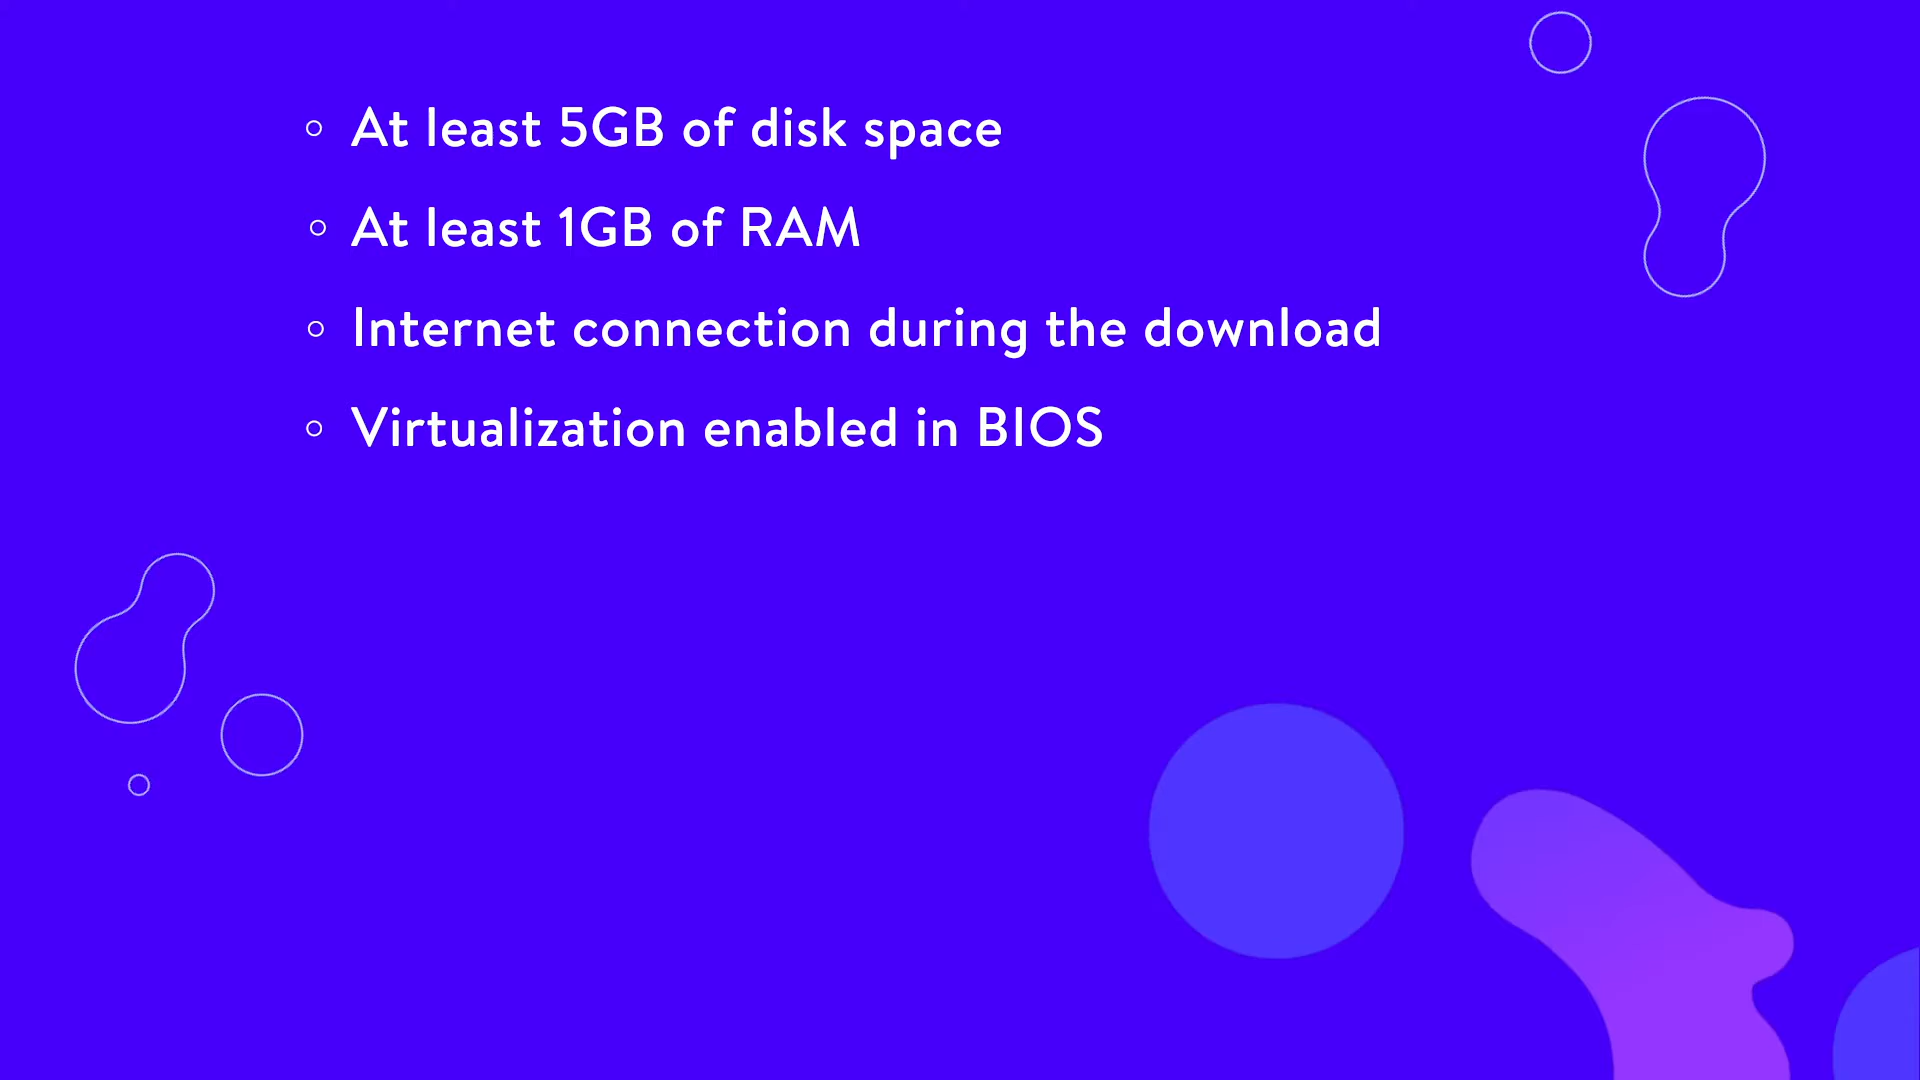 At least 5GB of disk space
At least 1GB of RAM
Internet connection during the download
Virtualization enabled in BIOS